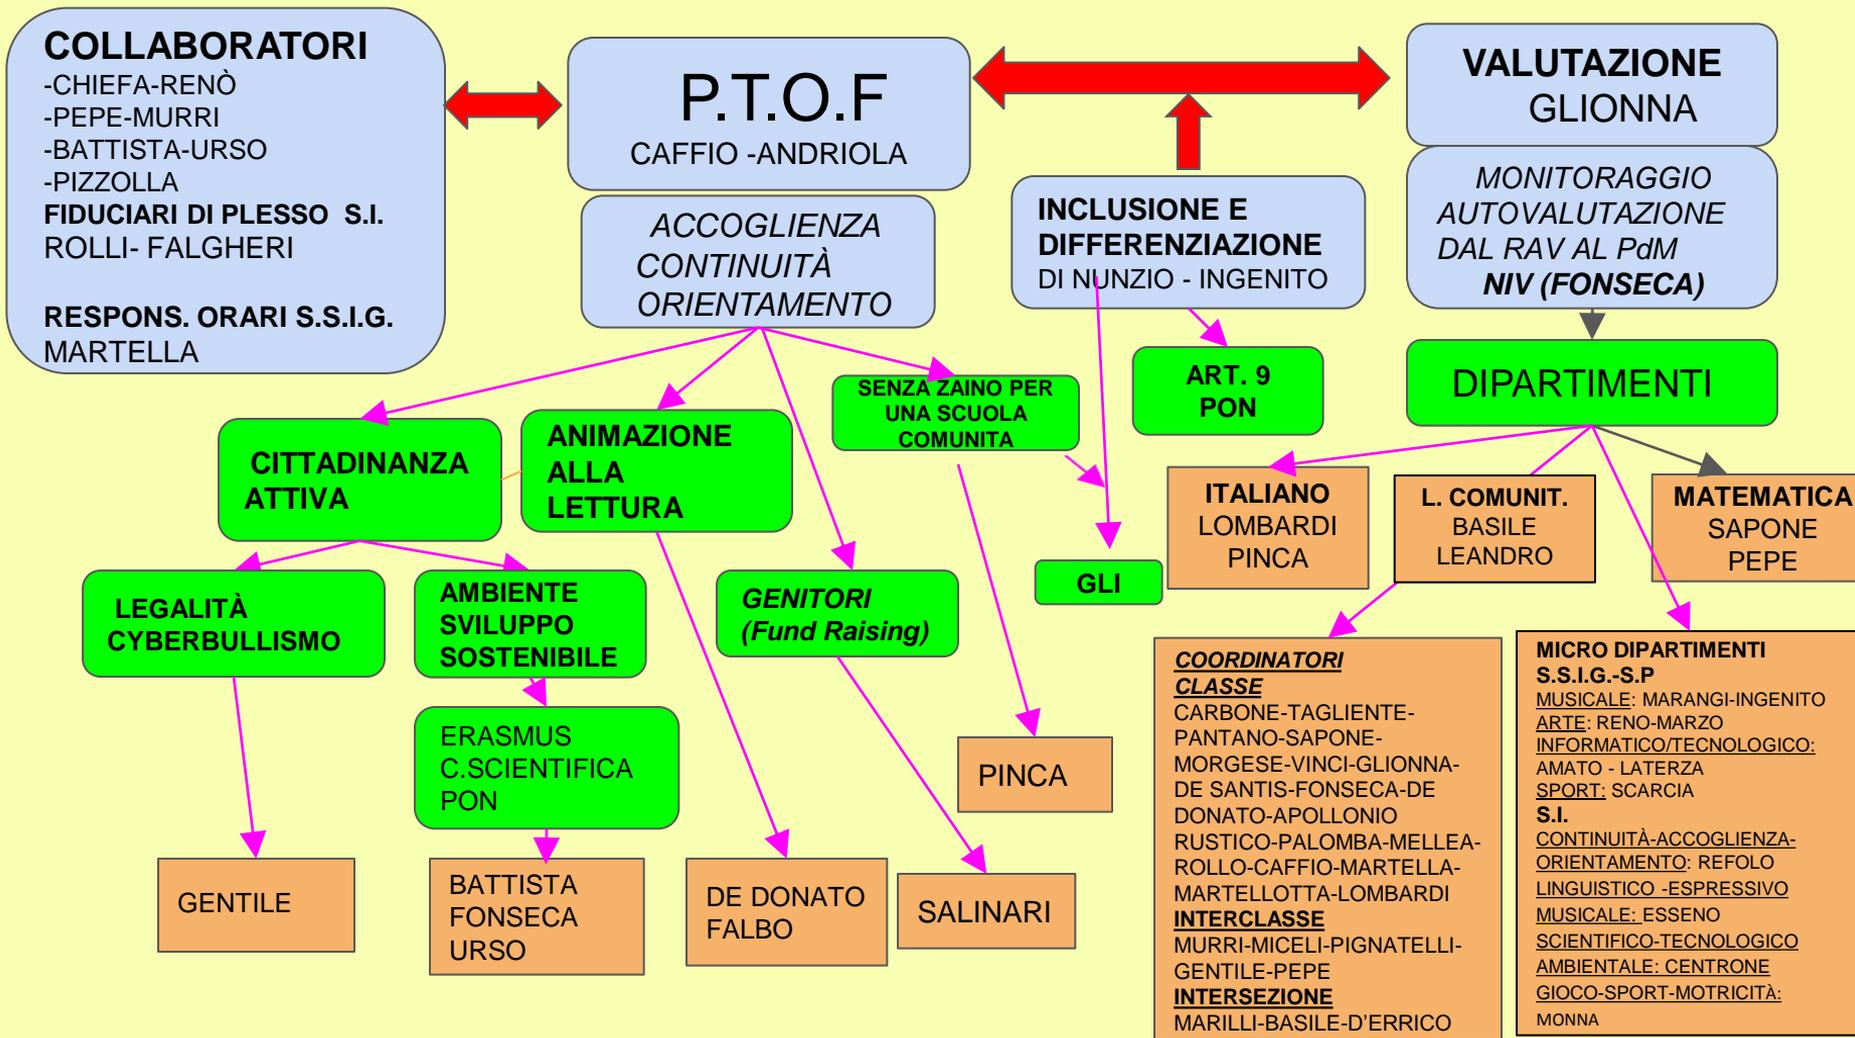 COLLABORATORI
-CHIEFA-RENÒ
-PEPE-MURRI
-BATTISTA-URSO
-PIZZOLLA
FIDUCIARI DI PLESSO S.I.
ROLLI- FALGHERI
RESPONS. ORARI S.S.I.G.
MARTELLA
P.T.O.F
CAFFIO -ANDRIOLA
ACCOGLIENZA
CONTINUITÀ
ORIENTAMENTO
INCLUSIONE E
DIFFERENZIAZIONE
DI NUNZIO - INGENITO
VALUTAZIONE
GLIONNA
MONITORAGGIO
AUTOVALUTAZIONE
DAL RAV AL PdM
NIV (FONSECA)
CITTADINANZA
ATTIVA
ANIMAZIONE
ALLA
LETTURA
SENZA ZAINO PER
UNA SCUOLA
COMUNITA
ART. 9
PON
DIPARTIMENTI
LEGALITÀ
CYBERBULLISMO
AMBIENTE
SVILUPPO
SOSTENIBILE
GENITORI
(Fund Raising)
GLI
ITALIANO
LOMBARDI
PINCA
L. COMUNIT.
BASILE
LEANDRO
MATEMATICA
SAPONE
PEPE
ERASMUS
C.SCIENTIFICA
PON
PINCA
GENTILE
BATTISTA
FONSECA
URSO
DE DONATO
FALBO
SALINARI
COORDINATORI
CLASSE
CARBONE-TAGLIENTE-
PANTANO-SAPONE-
MORGESE-VINCI-GLIONNA-
DE SANTIS-FONSECA-DE
DONATO-APOLLONIO
RUSTICO-PALOMBA-MELLEA-
ROLLO-CAFFIO-MARTELLA-
MARTELLOTTA-LOMBARDI
INTERCLASSE
MURRI-MICELI-PIGNATELLI-
GENTILE-PEPE
INTERSEZIONE
MARILLI-BASILE-D'ERRICO
MICRO DIPARTIMENTI
S.S.I.G.-S.P
MUSICALE: MARANGI-INGENITO
ARTE: RENO-MARZO
INFORMATICO/TECNOLOGICO:
AMATO - LATERZA
SPORT: SCARCIA
S.I.
CONTINUITÀ-ACCOGLIENZA-
ORIENTAMENTO: REFOLO
LINGUISTICO -ESPRESSIVO
MUSICALE: ESSENO
SCIENTIFICO-TECNOLOGICO
AMBIENTALE: CENTRONE
GIOCO-SPORT-MOTRICITÀ:
MONNA